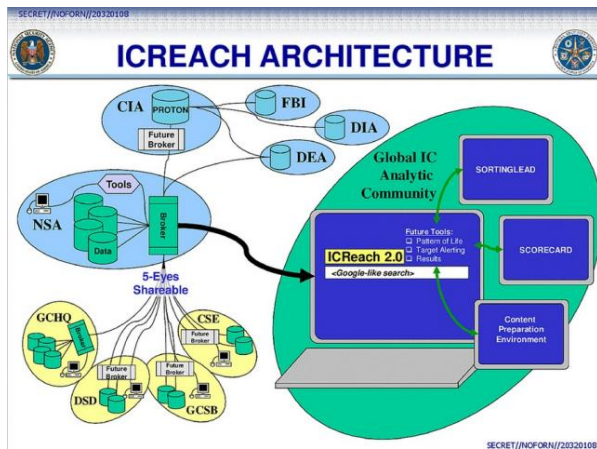 SECRET//NOFORN//20320108
ICREACH ARCHITECTURE
CIA
PROTON
Future
Broker
FBI
DIA
DEA
NSA
Tools
Data
Broker
5-Eyes
Shareable
GCHQ
Broker
DSD
Future
Broker
GCSB
Future
Broker
CSE
Future
Broker
Global IC
Analytic
Community
ICReach 2.0
<Google-like search>
Future Tools:
❑ Pattern of Life
❑ Target Alerting
❑ Results
SORTINGLEAD
SCORECARD
Content
Preparation
Environment
SECRET//NOFORN//20320108